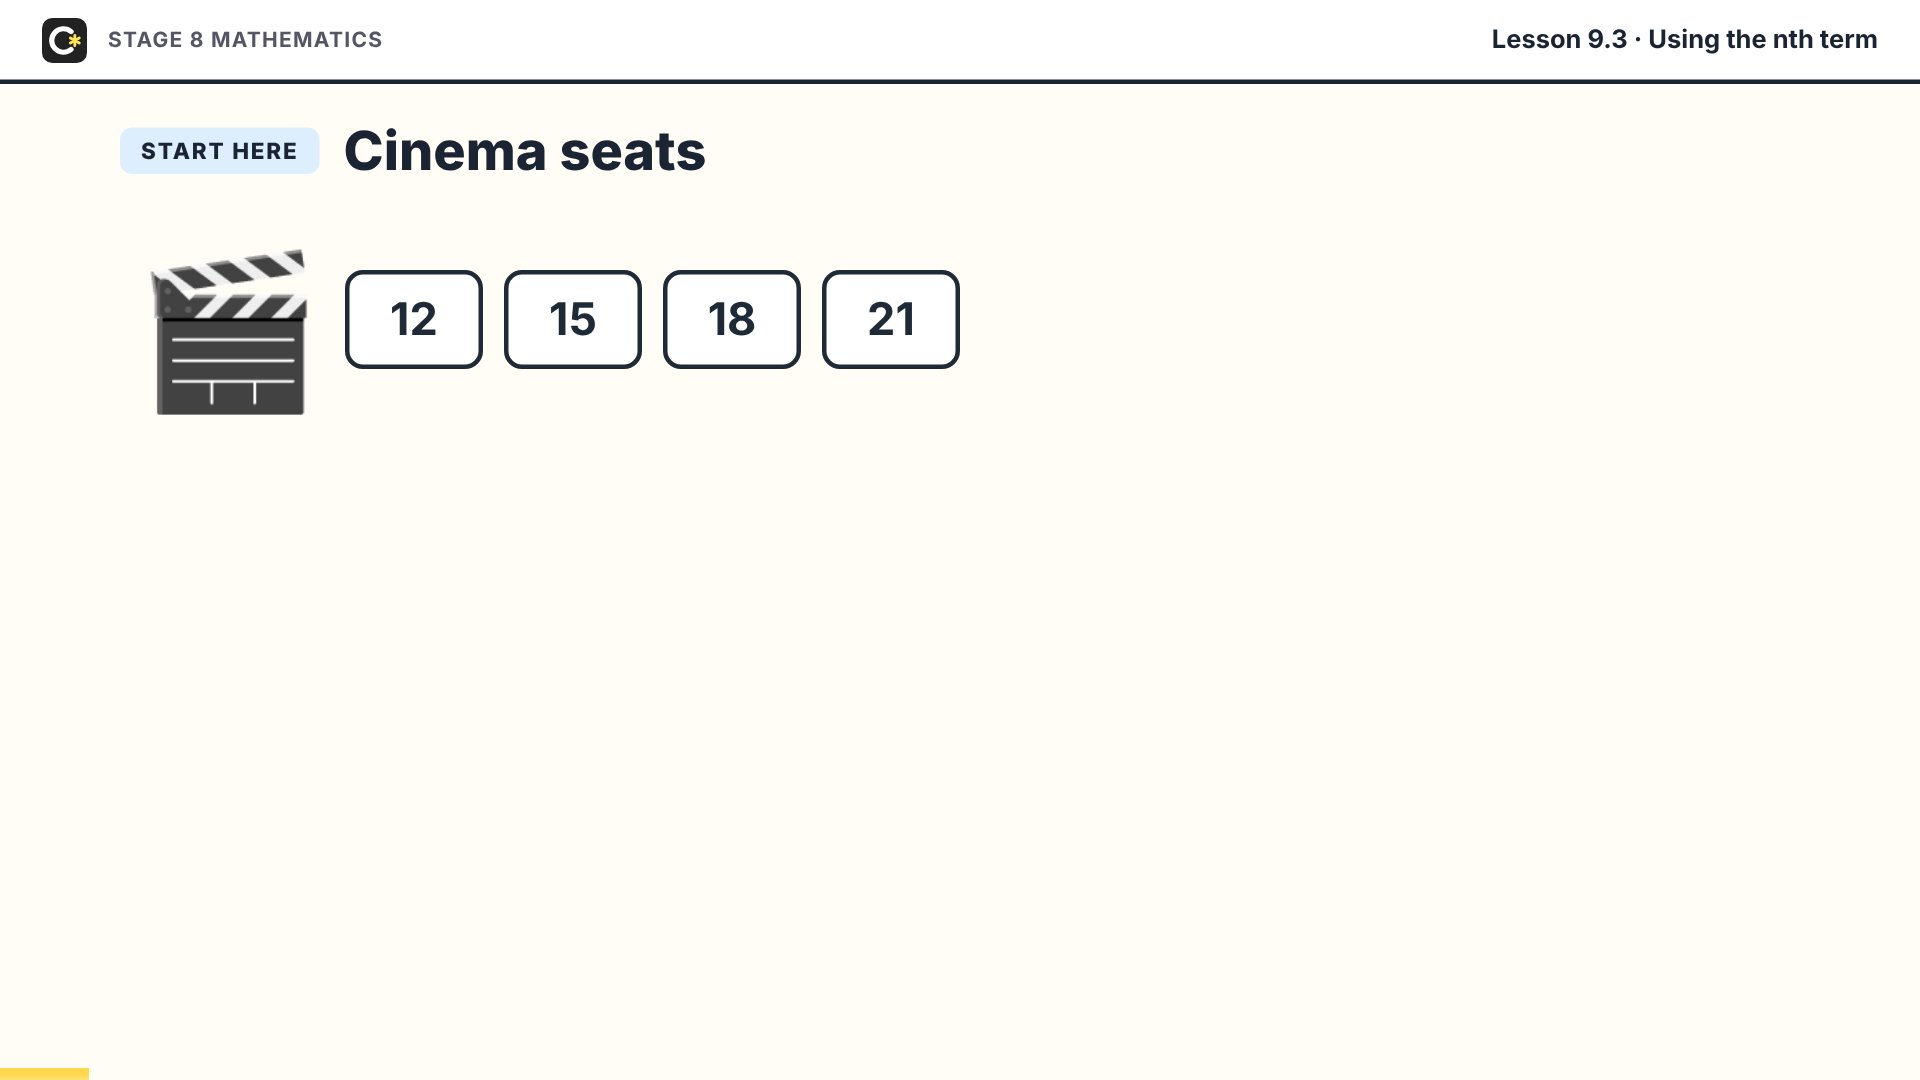 STAGE 8 MATHEMATICS
Lesson 9.3 · Using the nth term
START HERE
Cinema seats
12 15 18 21